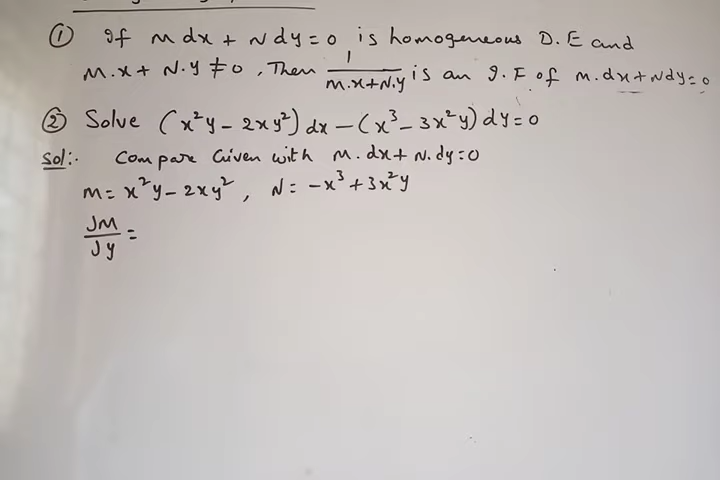 ① If M dx + N dy = 0 is homogeneous D.E and
M.x + N.y ≠ 0, Then 1/(M.x+N.y) is an I.F of M.dx+Ndy=0
② Solve (x²y - 2xy²) dx - (x³ - 3x²y) dy = 0
Sol:- Compare Given with M.dx + N.dy = 0
M = x²y - 2xy², N = -x³ + 3x²y
∂M/∂y =